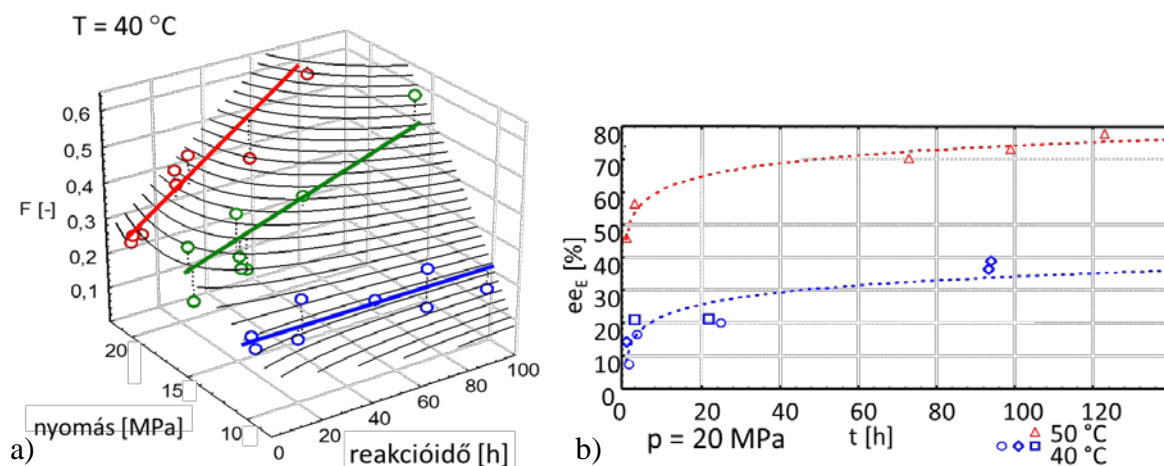 T = 40 °C
0,6
0,5
0,4
F [-]
0,3
0,2
0,1
20
15
10
nyomás [MPa]
0
20
40
60
80
100
reakcióidő [h]
a)
80
70
60
50
40
30
20
10
0
ee_E [%]
0 20 40 60 80 100 120
p = 20 MPa
t [h]
50 °C
40 °C
b)